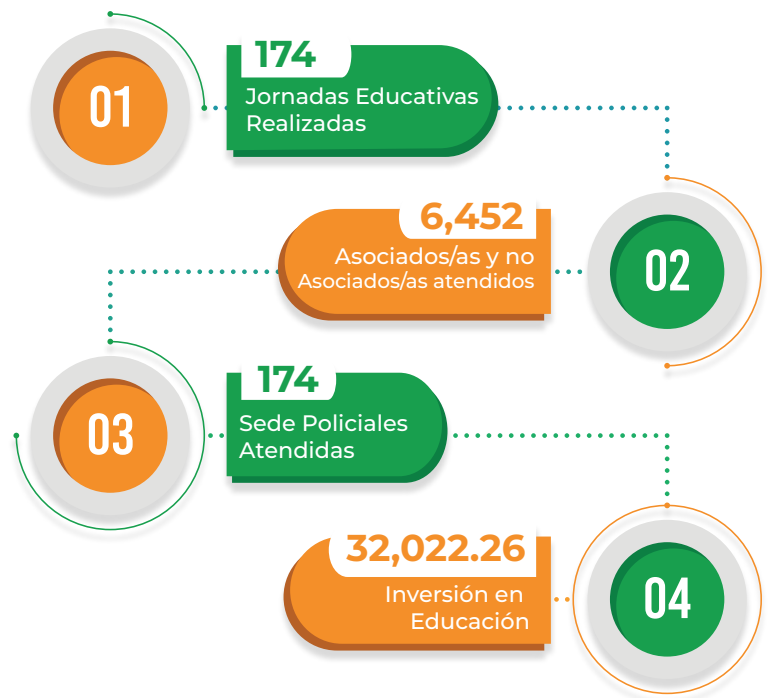 01
174
Jornadas Educativas
Realizadas
6,452
Asociados/as y no
Asociados/as atendidos
02
03
174
Sede Policiales
Atendidas
32,022.26
Inversión en
Educación
04